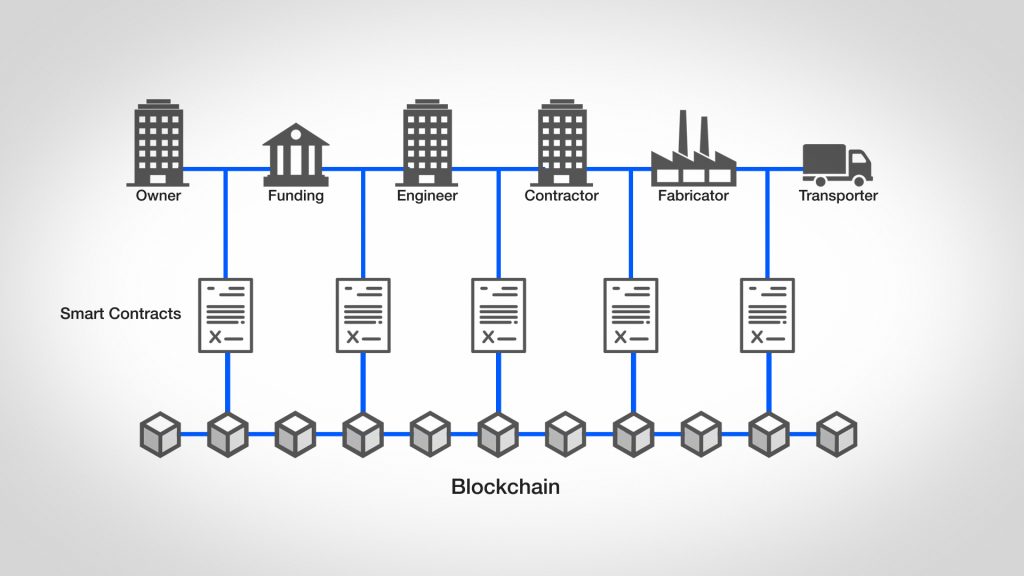 Owner
Funding
Engineer
Contractor
Fabricator
Transporter
Smart Contracts
X
X
X
X
X
Blockchain